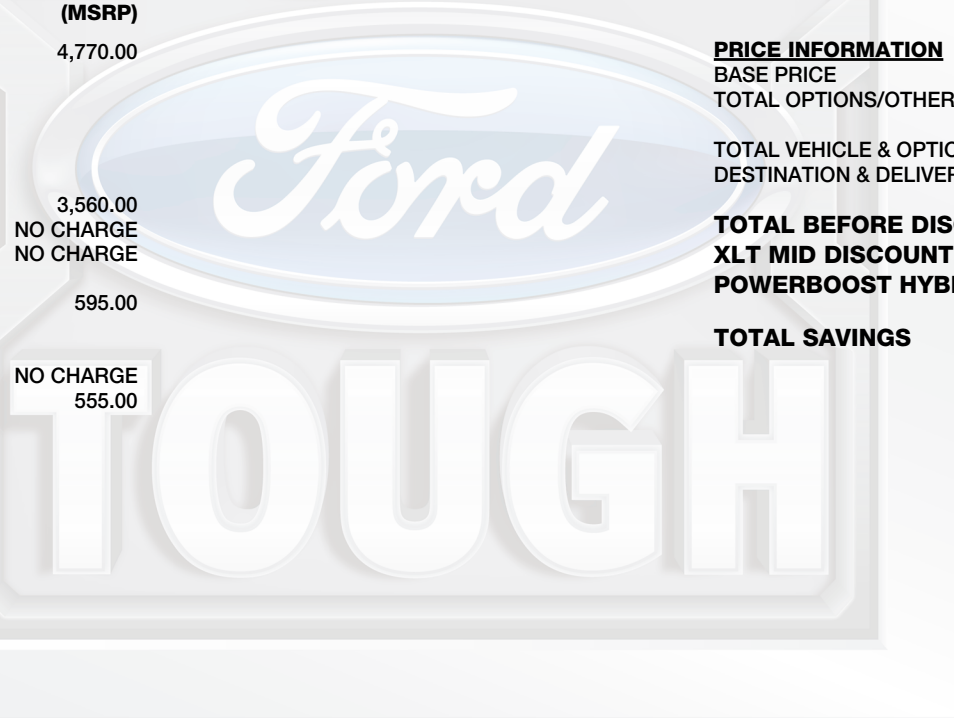 (MSRP)
4,770.00
3,560.00
NO CHARGE
NO CHARGE
595.00
NO CHARGE
555.00
PRICE INFORMATION
BASE PRICE
TOTAL OPTIONS/OTHER
TOTAL VEHICLE & OPTIO
DESTINATION & DELIVER
TOTAL BEFORE DIS
XLT MID DISCOUNT
POWERBOOST HYB
TOTAL SAVINGS
Ford
TOUGH